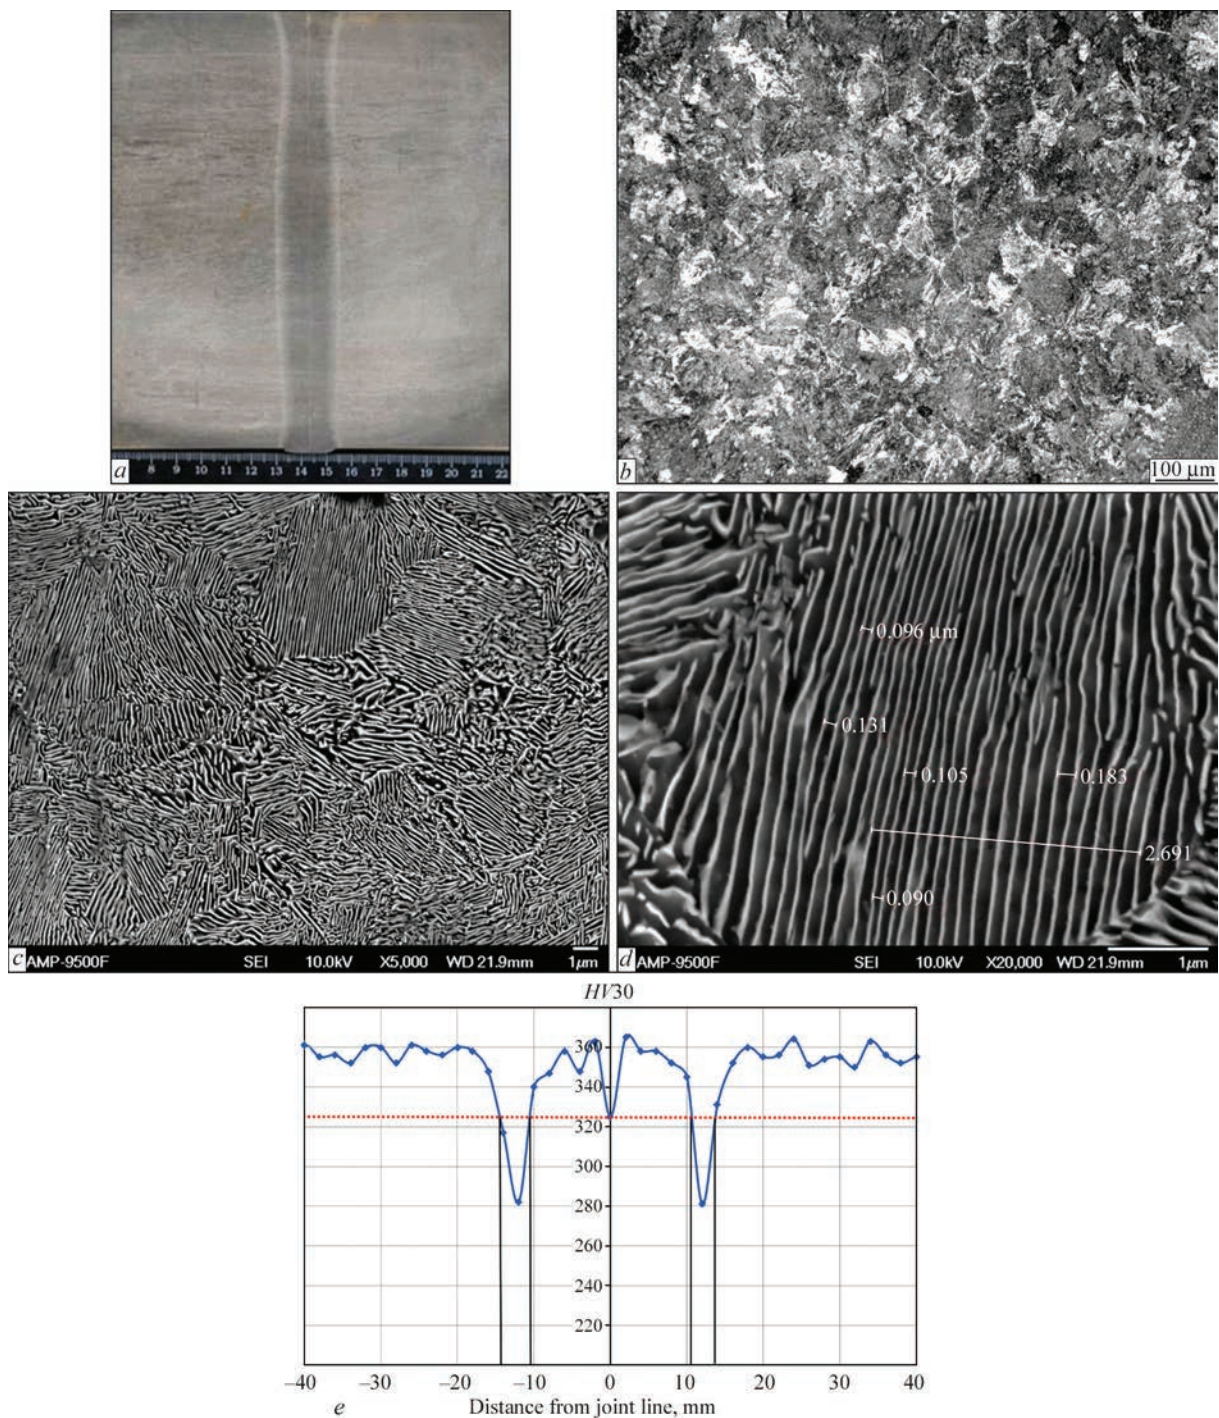 a
8 9 10 11 12 13 14 15 16 17 18 19 20 21 22
b
100 μm
c AMP-9500F SEI 10.0kV X5,000 WD 21.9mm 1μm
0.096 μm
0.131
0.105
0.183
2.691
0.090
d AMP-9500F SEI 10.0kV X20,000 WD 21.9mm 1μm
HV30
360
340
320
300
280
260
240
220
–40 –30 –20 –10 0 10 20 30 40
e Distance from joint line, mm